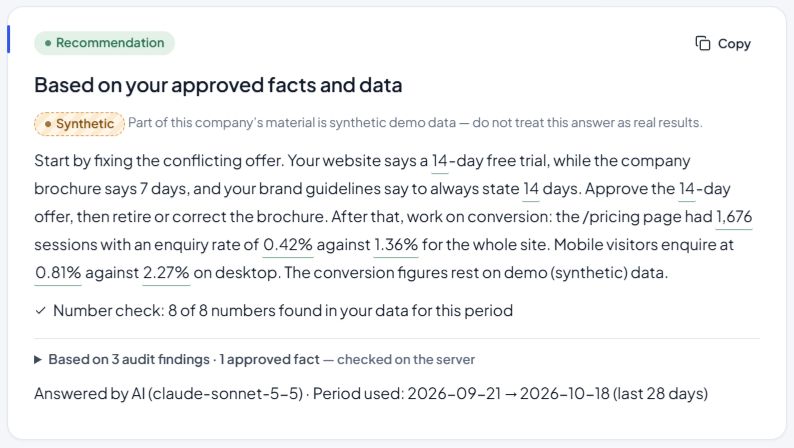 Recommendation
Copy
Based on your approved facts and data
Synthetic Part of this company's material is synthetic demo data — do not treat this answer as real results.
Start by fixing the conflicting offer. Your website says a 14-day free trial, while the company
brochure says 7 days, and your brand guidelines say to always state 14 days. Approve the 14-day
offer, then retire or correct the brochure. After that, work on conversion: the /pricing page had 1,676
sessions with an enquiry rate of 0.42% against 1.36% for the whole site. Mobile visitors enquire at
0.81% against 2.27% on desktop. The conversion figures rest on demo (synthetic) data.
✓ Number check: 8 of 8 numbers found in your data for this period
▶ Based on 3 audit findings · 1 approved fact — checked on the server
Answered by AI (claude-sonnet-5-5) · Period used: 2026-09-21 → 2026-10-18 (last 28 days)